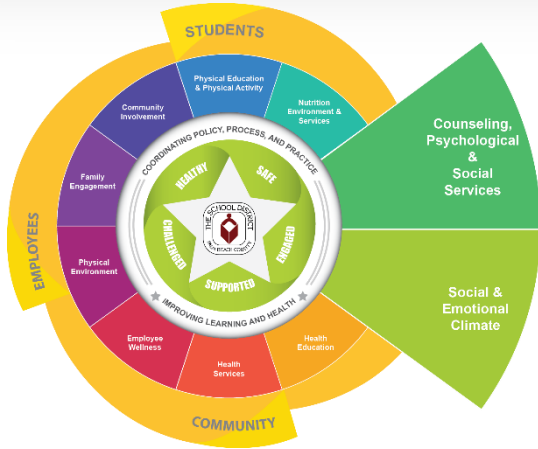 STUDENTS
Physical Education
& Physical Activity
Nutrition
Environment &
Services
Counseling,
Psychological
&
Social
Services
Social &
Emotional
Climate
Health
Education
Health
Services
Employee
Wellness
Physical
Environment
Family
Engagement
Community
Involvement
EMPLOYEES
COMMUNITY
COORDINATING POLICY, PROCESS, AND PRACTICE
IMPROVING LEARNING AND HEALTH
HEALTHY
SAFE
ENGAGED
SUPPORTED
CHALLENGED
THE SCHOOL DISTRICT